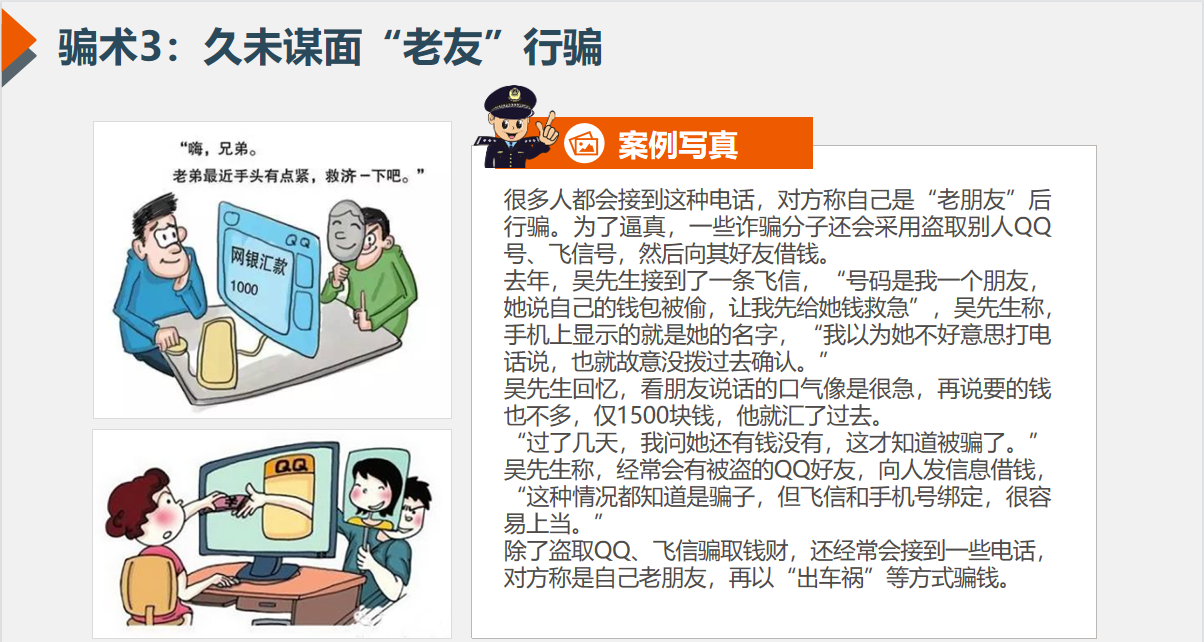 骗术3：久未谋面“老友”行骗
“嗨，兄弟。
老弟最近手头有点紧，救济一下吧。”
QQ
网银汇款
1000
QQ
案例写真
很多人都会接到这种电话，对方称自己是“老朋友”后
行骗。为了逼真，一些诈骗分子还会采用盗取别人QQ
号、飞信号，然后向其好友借钱。
去年，吴先生接到了一条飞信，“号码是我一个朋友，
她说自己的钱包被偷，让我先给她钱救急”，吴先生称，
手机上显示的就是她的名字，“我以为她不好意思打电
话说，也就故意没拨过去确认。”
吴先生回忆，看朋友说话的口气像是很急，再说要的钱
也不多，仅1500块钱，他就汇了过去。
“过了几天，我问她还有钱没有，这才知道被骗了。”
吴先生称，经常会有被盗的QQ好友，向人发信息借钱，
“这种情况都知道是骗子，但飞信和手机号绑定，很容
易上当。”
除了盗取QQ、飞信骗取钱财，还经常会接到一些电话，
对方称是自己老朋友，再以“出车祸”等方式骗钱。